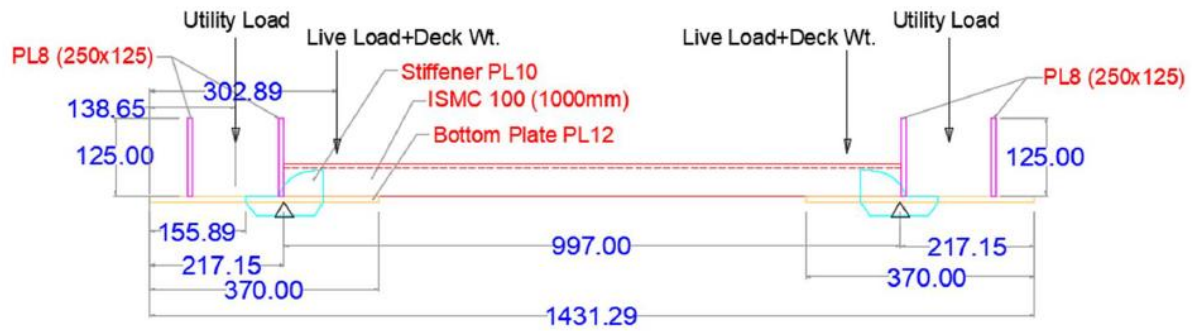 Utility Load
Utility Load
Live Load+Deck Wt.
Live Load+Deck Wt.
PL8 (250x125)
Stiffener PL10
PL8 (250x125)
302.89
ISMC 100 (1000mm)
138.65
Bottom Plate PL12
125.00
125.00
155.89
997.00
217.15
217.15
370.00
370.00
1431.29